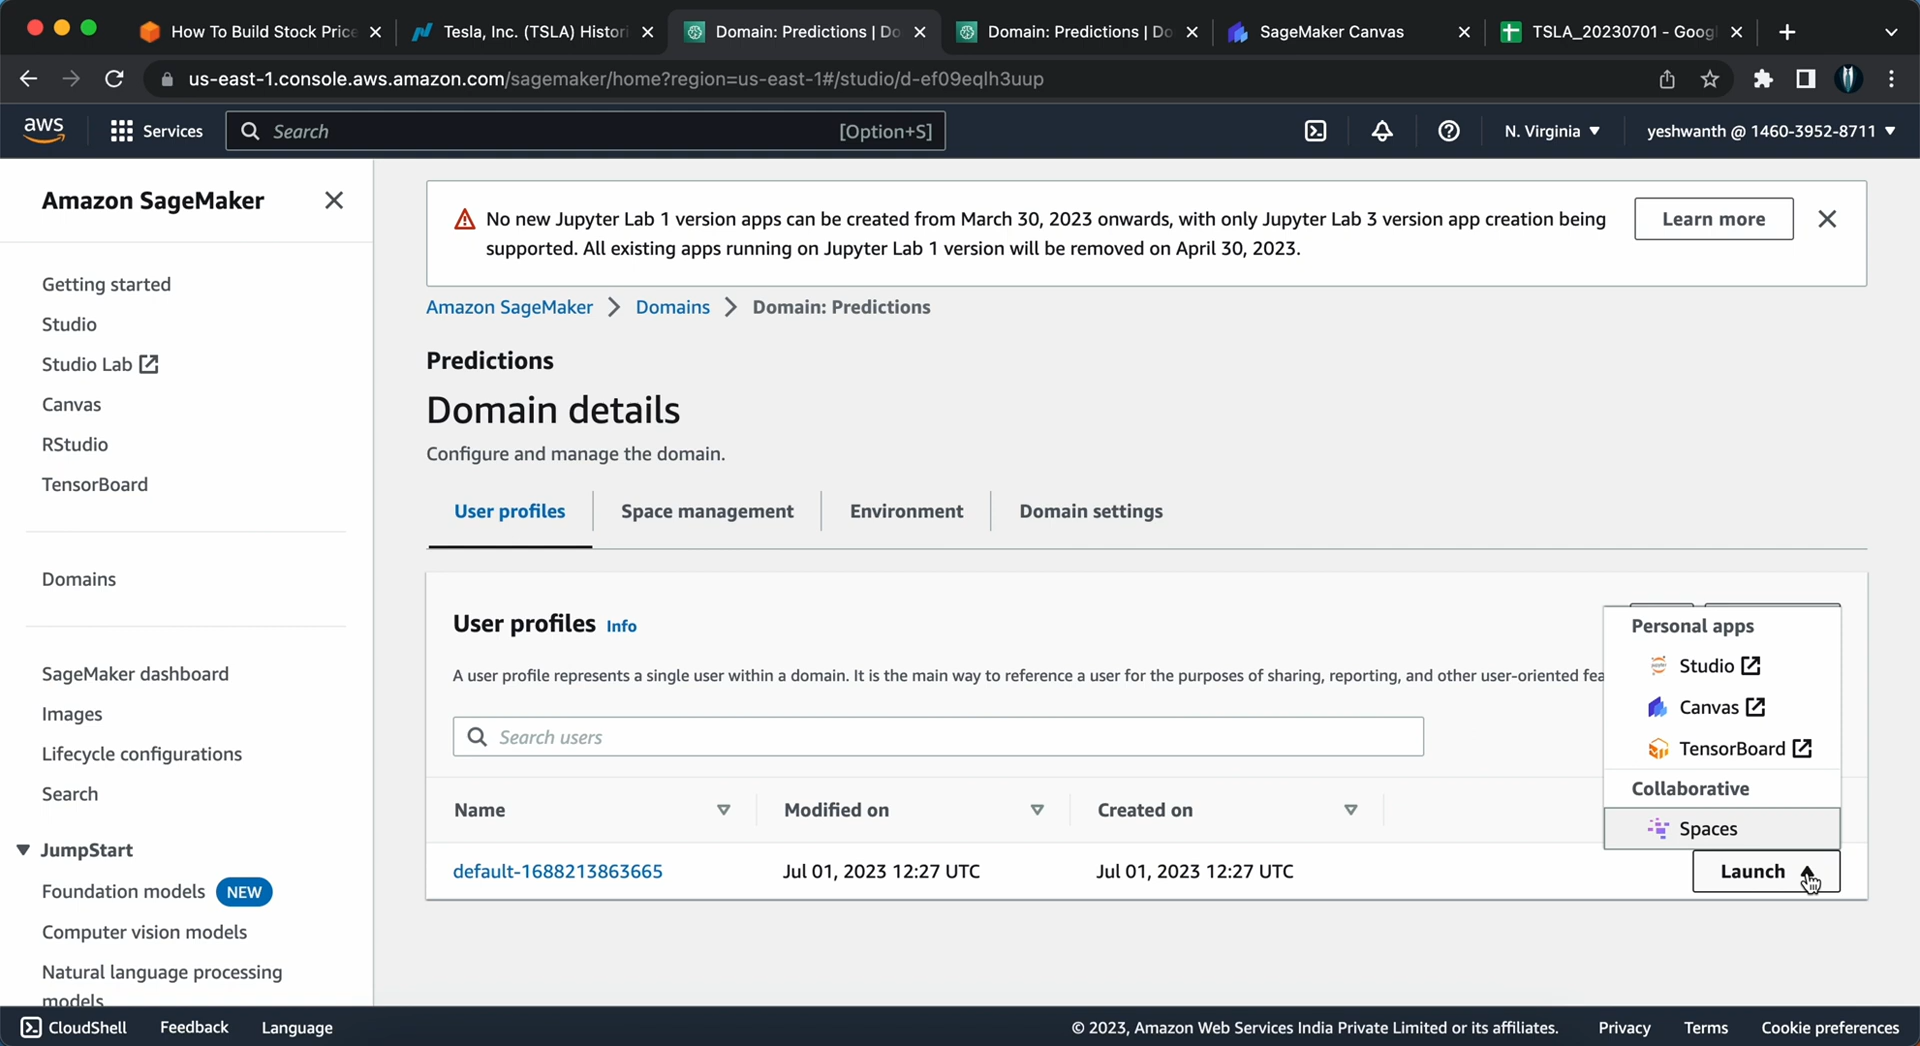 How To Build Stock Price
Tesla, Inc. (TSLA) Histori
Domain: Predictions | Do
Domain: Predictions | Do
SageMaker Canvas
TSLA_20230701 - Googl
us-east-1.console.aws.amazon.com/sagemaker/home?region=us-east-1#/studio/d-ef09eqlh3uup
aws
Services
Search
[Option+S]
N. Virginia
yeshwanth @ 1460-3952-8711
Amazon SageMaker
Getting started
Studio
Studio Lab
Canvas
RStudio
TensorBoard
Domains
SageMaker dashboard
Images
Lifecycle configurations
Search
JumpStart
Foundation models NEW
Computer vision models
Natural language processing
models
No new Jupyter Lab 1 version apps can be created from March 30, 2023 onwards, with only Jupyter Lab 3 version app creation being
supported. All existing apps running on Jupyter Lab 1 version will be removed on April 30, 2023.
Learn more
Amazon SageMaker > Domains > Domain: Predictions
Predictions
Domain details
Configure and manage the domain.
User profiles
Space management
Environment
Domain settings
User profiles Info
A user profile represents a single user within a domain. It is the main way to reference a user for the purposes of sharing, reporting, and other user-oriented fea
Search users
Name
Modified on
Created on
default-1688213863665
Jul 01, 2023 12:27 UTC
Jul 01, 2023 12:27 UTC
Personal apps
Studio
Canvas
TensorBoard
Collaborative
Spaces
Launch
CloudShell
Feedback
Language
© 2023, Amazon Web Services India Private Limited or its affiliates.
Privacy
Terms
Cookie preferences